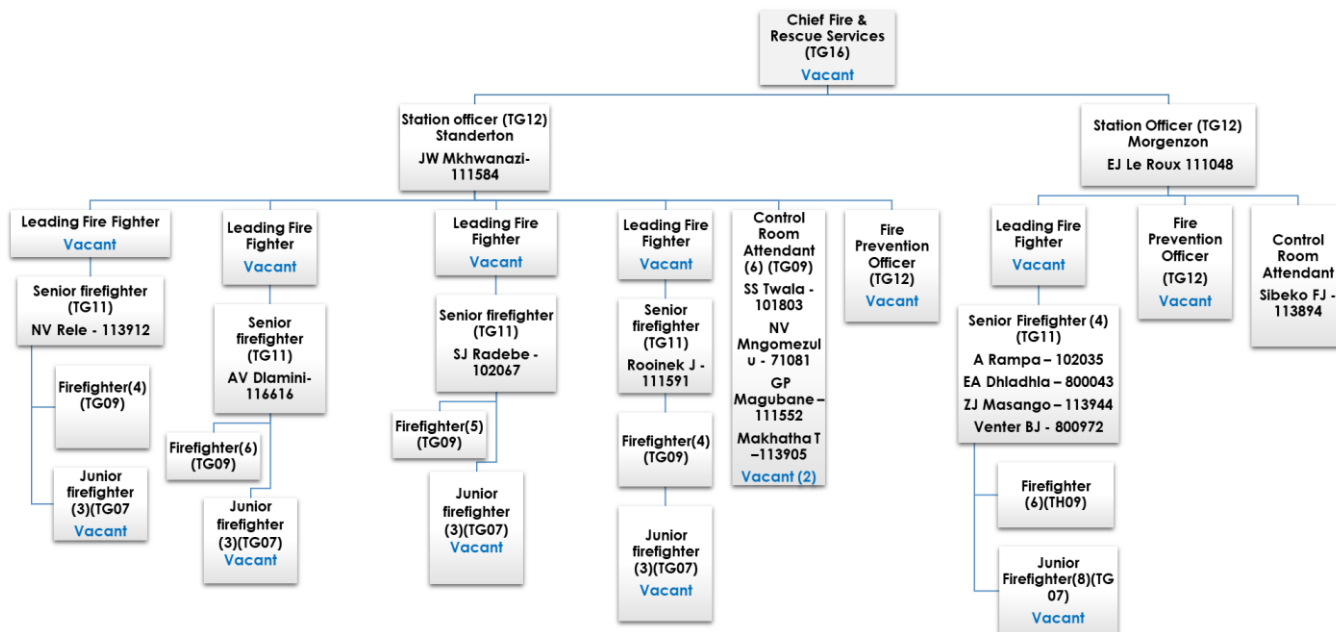 Chief Fire &
Rescue Services
(TG16)
Vacant
Station officer (TG12)
Standerton
JW Mkhwanazi-
111584
Station Officer (TG12)
Morgenzon
EJ Le Roux 111048
Leading Fire Fighter
Vacant
Senior firefighter
(TG11)
NV Rele - 113912
Firefighter(4)
(TG09)
Junior
firefighter
(3)(TG07
Vacant
Leading Fire
Fighter
Vacant
Senior
firefighter
(TG11)
AV Dlamini-
116616
Firefighter(6)
(TG09)
Junior
firefighter
(3)(TG07)
Vacant
Leading Fire
Fighter
Vacant
Senior firefighter
(TG11)
SJ Radebe -
102067
Firefighter(5)
(TG09)
Junior
firefighter
(3)(TG07)
Vacant
Leading Fire
Fighter
Vacant
Senior
firefighter
(TG11)
Rooinek J -
111591
Firefighter(4)
(TG09)
Junior
firefighter
(3)(TG07)
Vacant
Control
Room
Attendant
(6) (TG09)
SS Twala -
101803
NV
Mngomezul
u - 71081
GP
Magubane –
111552
Makhatha T
–113905
Vacant (2)
Fire
Prevention
Officer
(TG12)
Vacant
Leading Fire
Fighter
Vacant
Senior Firefighter (4)
(TG11)
A Rampa – 102035
EA Dhladhla – 800043
ZJ Masango – 113944
Venter BJ - 800972
Firefighter
(6)(TH09)
Junior
Firefighter(8)(TG
07)
Vacant
Fire
Prevention
Officer
(TG12)
Vacant
Control
Room
Attendant
Sibeko FJ -
113894